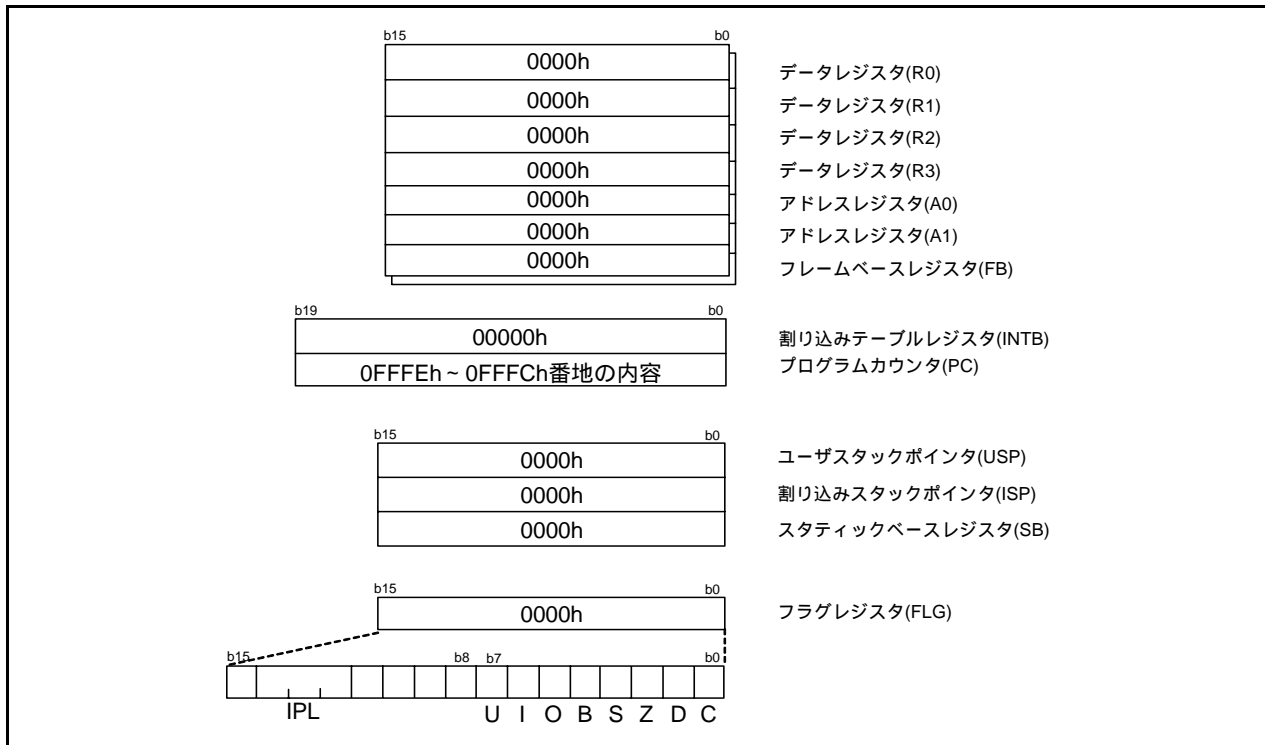 b15 b0
0000h データレジスタ(R0)
0000h データレジスタ(R1)
0000h データレジスタ(R2)
0000h データレジスタ(R3)
0000h アドレスレジスタ(A0)
0000h アドレスレジスタ(A1)
0000h フレームベースレジスタ(FB)
b19 b0
00000h 割り込みテーブルレジスタ(INTB)
0FFFEh ~ 0FFFCh番地の内容 プログラムカウンタ(PC)
b15 b0
0000h ユーザスタックポインタ(USP)
0000h 割り込みスタックポインタ(ISP)
0000h スタティックベースレジスタ(SB)
b15 b0
0000h フラグレジスタ(FLG)
b15 b8 b7 b0
IPL U I O B S Z D C